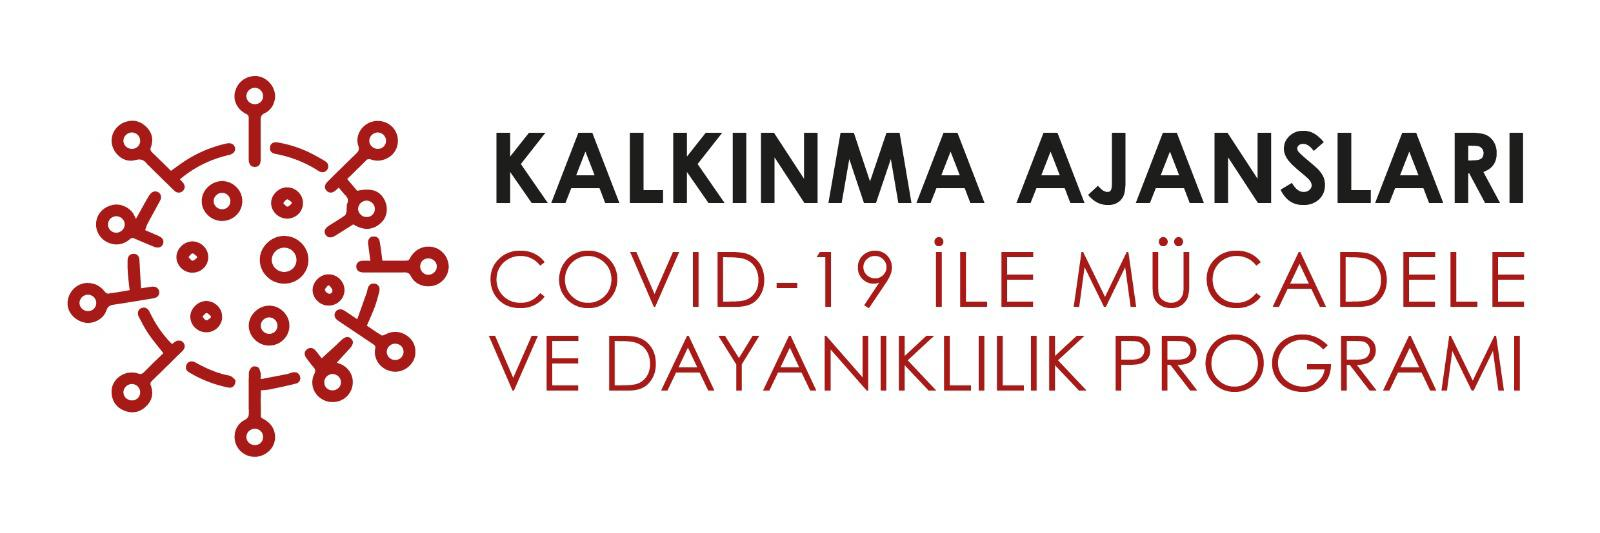 KALKINMA AJANSLARI
COVID-19 İLE MÜCADELE
VE DAYANIKLILIK PROGRAMI